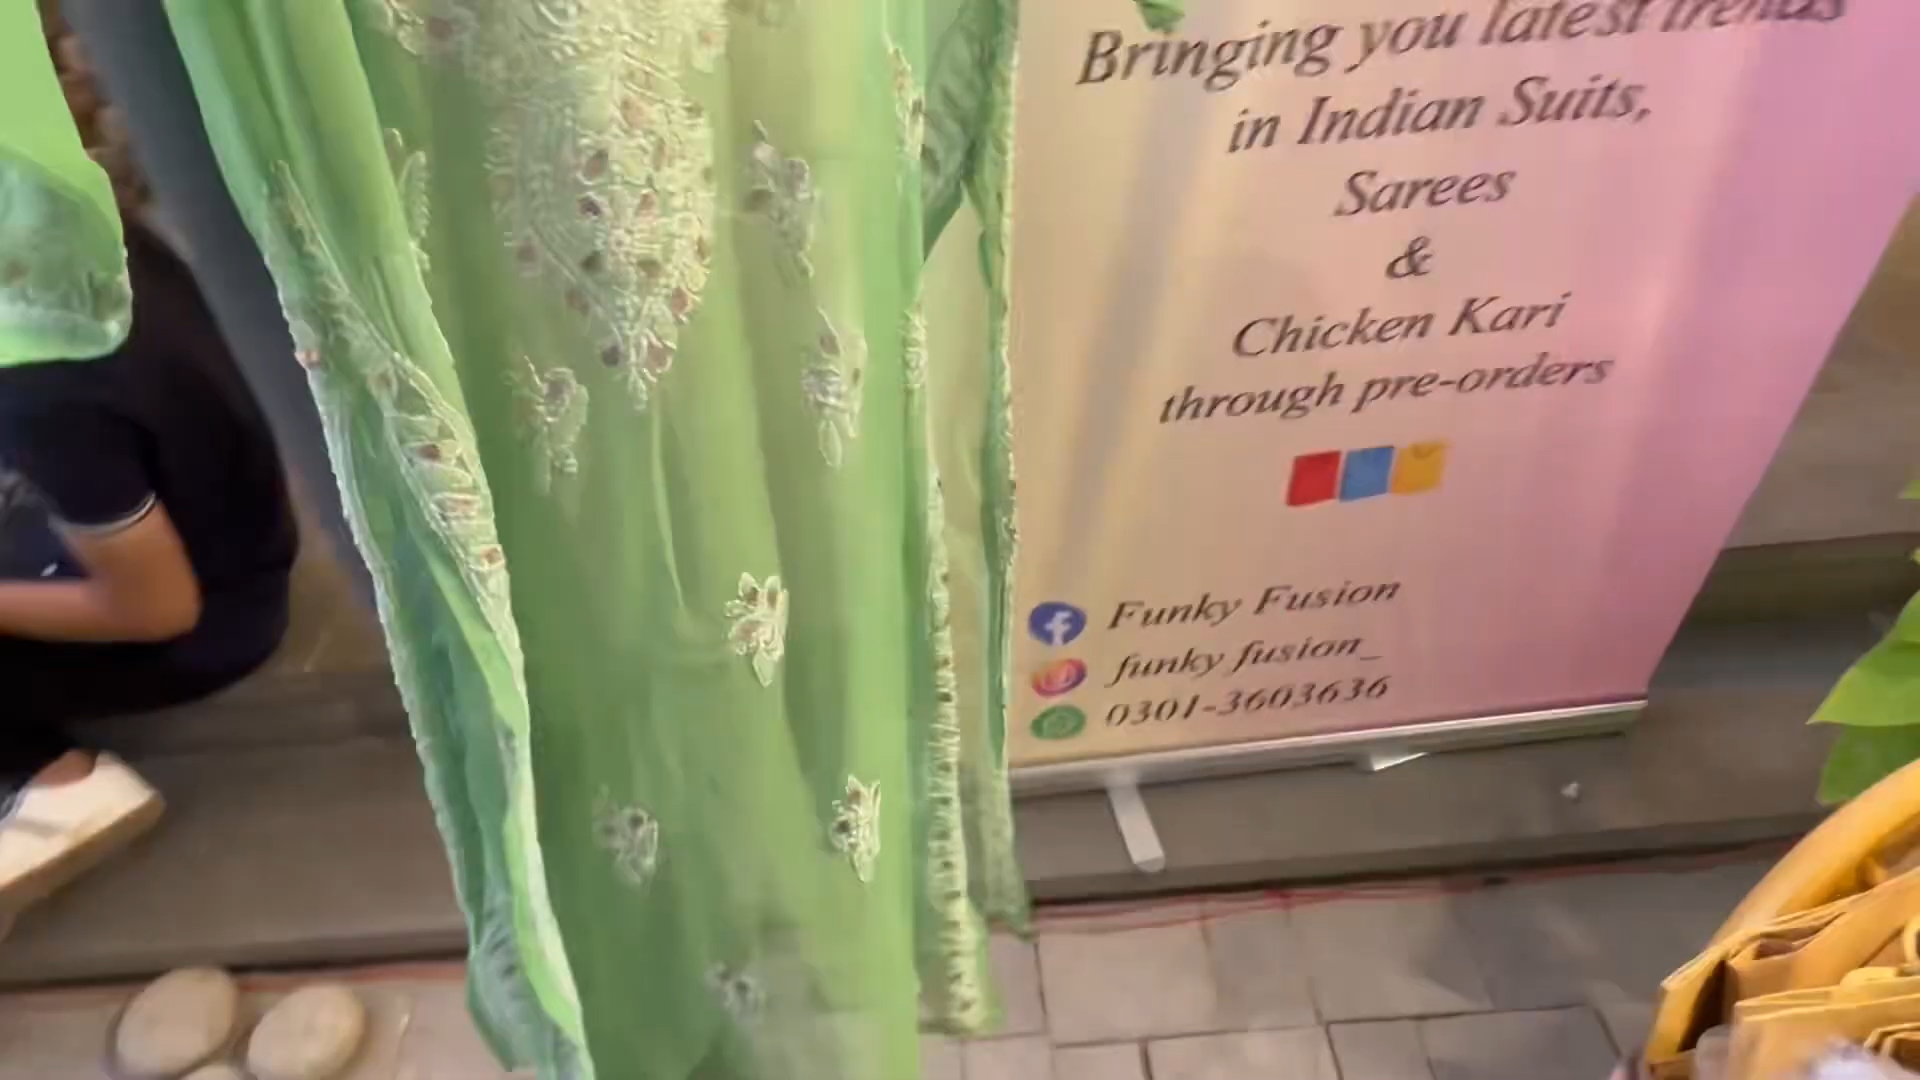 Bringing you latest trends
in Indian Suits,
Sarees
&
Chicken Kari
through pre-orders
Funky Fusion
funky fusion_
0301-3603636